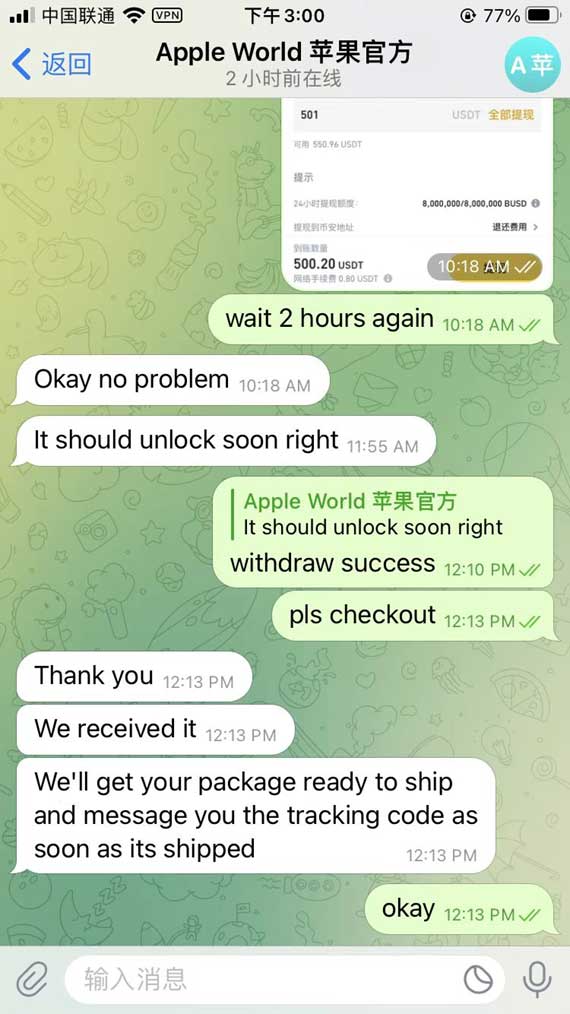 中国联通 VPN 下午3:00 77%
返回 Apple World 苹果官方 A 苹
2 小时前在线
501 USDT 全部提现
可用 550.96 USDT
提示
24小时提现额度: 8,000,000/8,000,000 BUSD
提现到币安地址 退还费用 >
到账数量
500.20 USDT 10:18 AM
网络手续费 0.80 USDT
wait 2 hours again 10:18 AM
Okay no problem 10:18 AM
It should unlock soon right 11:55 AM
Apple World 苹果官方
It should unlock soon right
withdraw success 12:10 PM
pls checkout 12:13 PM
Thank you 12:13 PM
We received it 12:13 PM
We'll get your package ready to ship
and message you the tracking code as
soon as its shipped 12:13 PM
okay 12:13 PM
输入消息